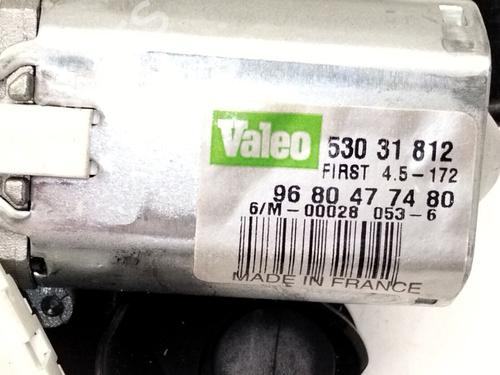 Valeo
530 31 812
FIRST 4.5-172
96 80 47 74 80
6/M-00028 053-6
MADE IN FRANCE